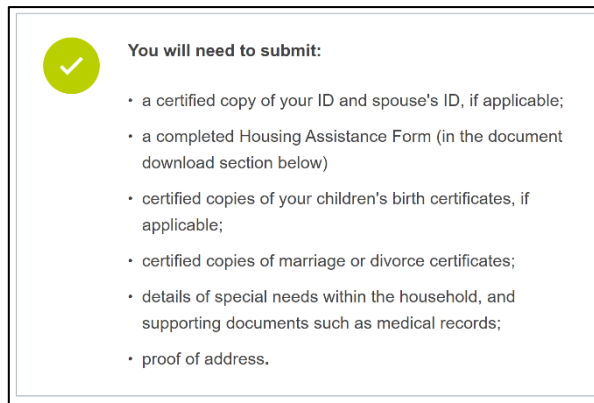 You will need to submit:
• a certified copy of your ID and spouse's ID, if applicable;
• a completed Housing Assistance Form (in the document
download section below)
• certified copies of your children's birth certificates, if
applicable;
• certified copies of marriage or divorce certificates;
• details of special needs within the household, and
supporting documents such as medical records;
• proof of address.